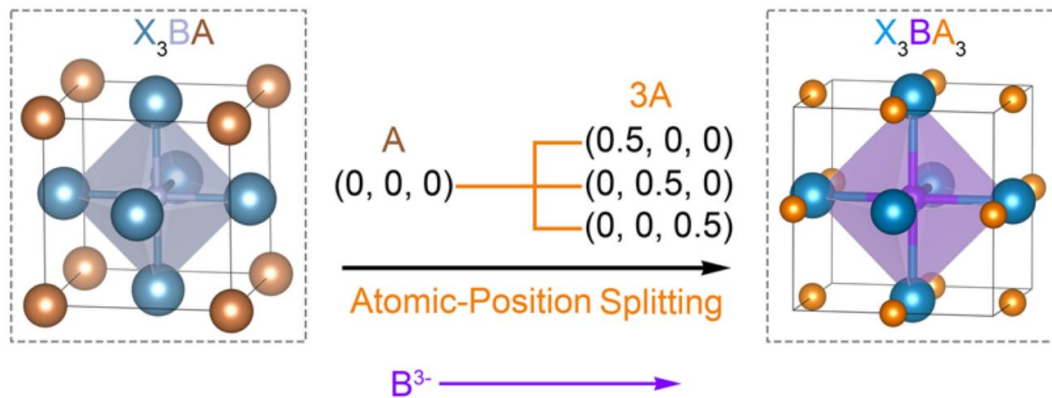 X₃BA
X₃BA₃
3A
A
(0.5, 0, 0)
(0, 0, 0)
(0, 0.5, 0)
(0, 0, 0.5)
Atomic-Position Splitting
B³⁻